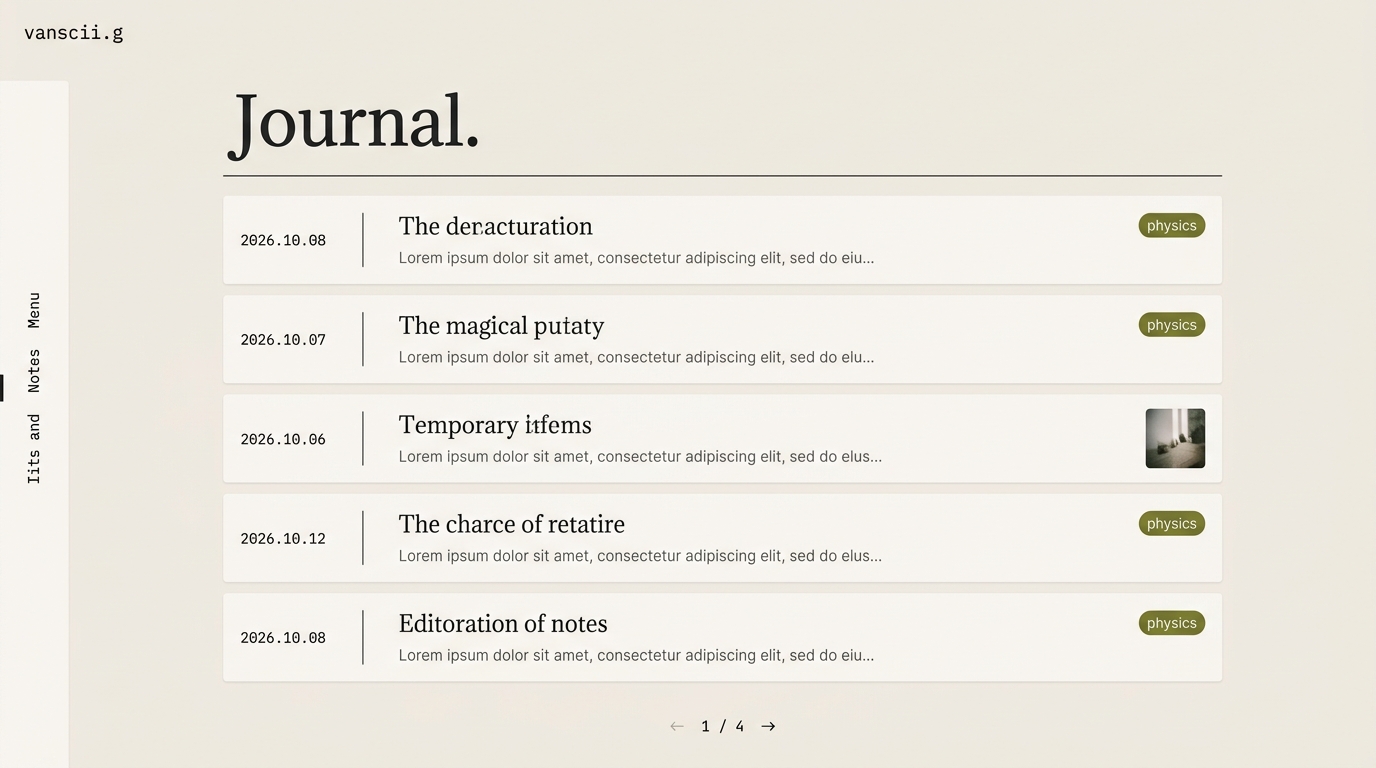 vanscii.g
Journal.
2026.10.08
The denacturation
Lorem ipsum dolor sit amet, consectetur adipiscing elit, sed do eiu...
physics
2026.10.07
The magical putaty
Lorem ipsum dolor sit amet, consectetur adipiscing elit, sed do elu...
physics
2026.10.06
Temporary itfems
Lorem ipsum dolor sit amet, consectetur adipiscing elit, sed do elus...
2026.10.12
The charce of retatire
Lorem ipsum dolor sit amet, consectetur adipiscing elit, sed do elus...
physics
2026.10.08
Editoration of notes
Lorem ipsum dolor sit amet, consectetur adipiscing elit, sed do eiu...
physics
← 1 / 4 →
Iits and Notes Menu